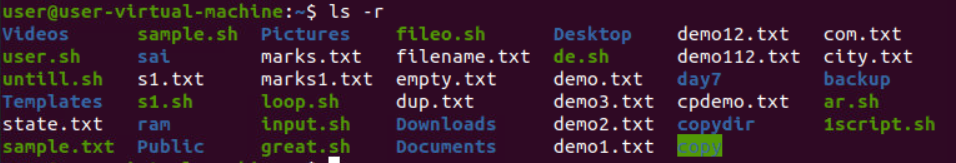 user@user-virtual-machine:~$ ls -r
Videos sample.sh Pictures fileo.sh Desktop demo12.txt com.txt
user.sh sai marks.txt filename.txt de.sh demo112.txt city.txt
untill.sh s1.txt marks1.txt empty.txt demo.txt day7 backup
Templates s1.sh loop.sh dup.txt demo3.txt cpdemo.txt ar.sh
state.txt ram input.sh Downloads demo2.txt copydir 1script.sh
sample.txt Public great.sh Documents demo1.txt copy